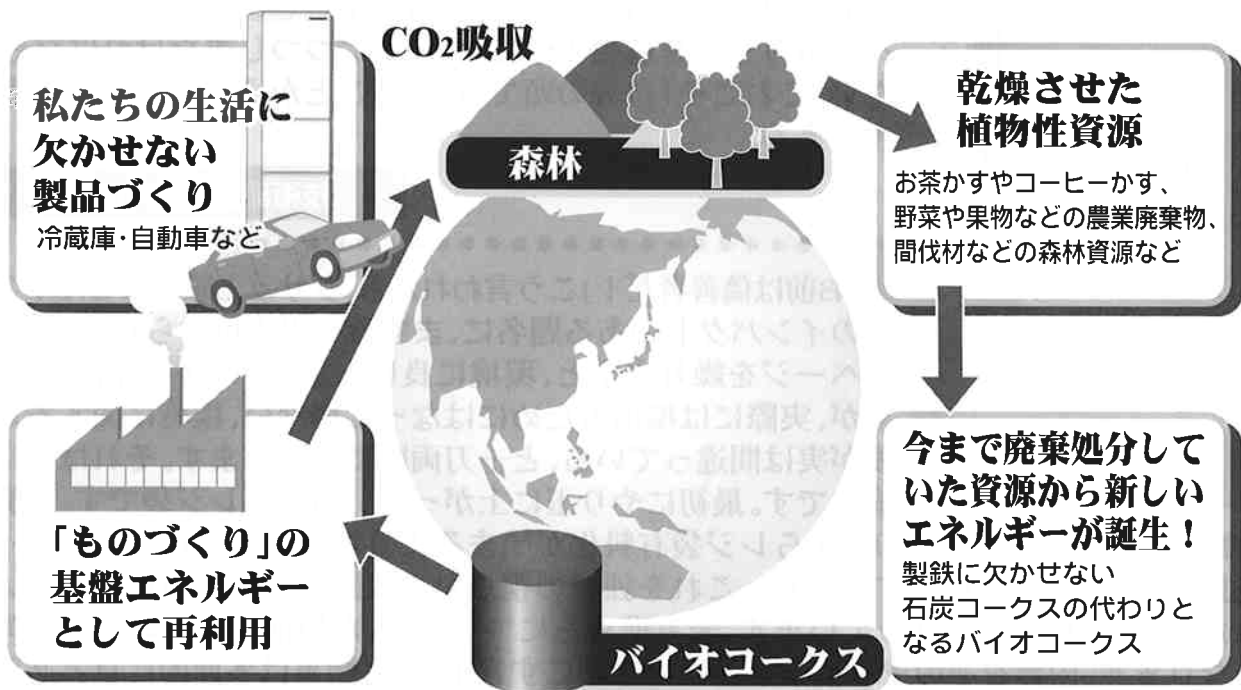 CO₂吸収
森林
乾燥させた
植物性資源
お茶かすやコーヒーかす、
野菜や果物などの農業廃棄物、
間伐材などの森林資源など
今まで廃棄処分して
いた資源から新しい
エネルギーが誕生！
製鉄に欠かせない
石炭コークスの代わりと
なるバイオコークス
バイオコークス
「ものづくり」の
基盤エネルギー
として再利用
私たちの生活に
欠かせない
製品づくり
冷蔵庫・自動車など